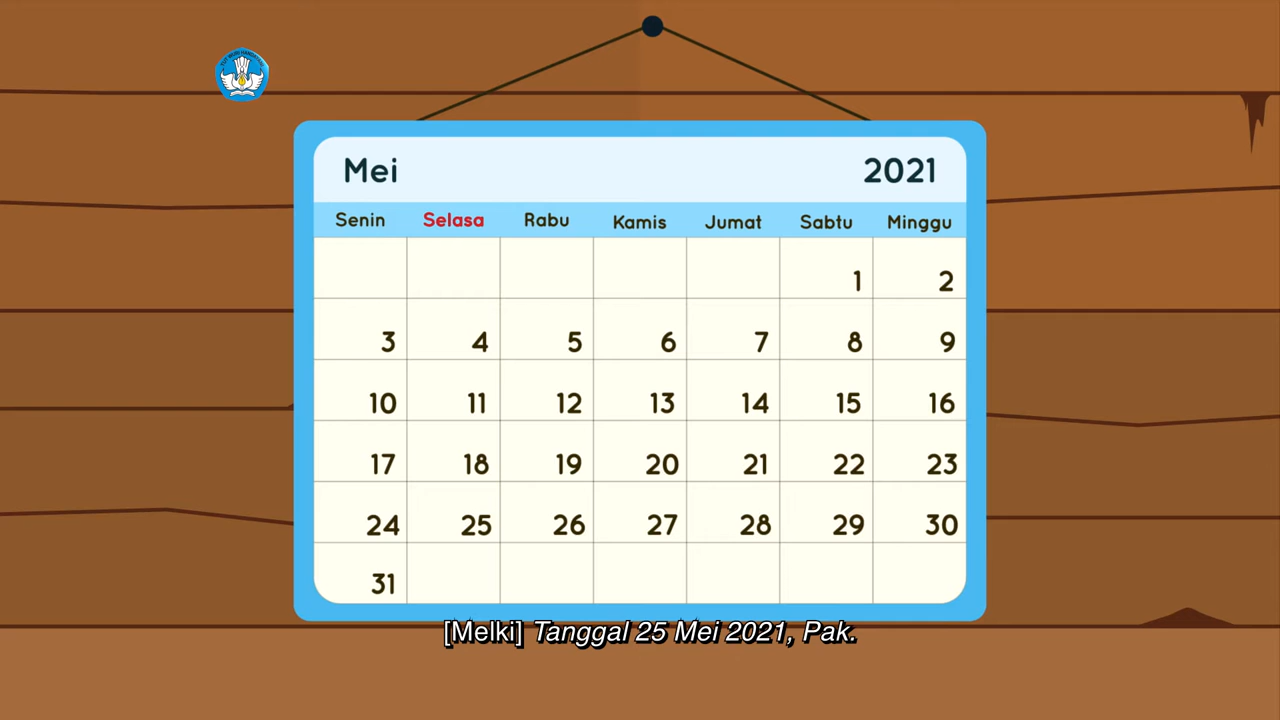 Mei 2021
Senin Selasa Rabu Kamis Jumat Sabtu Minggu
1 2
3 4 5 6 7 8 9
10 11 12 13 14 15 16
17 18 19 20 21 22 23
24 25 26 27 28 29 30
31
[Melki] Tanggal 25 Mei 2021, Pak.